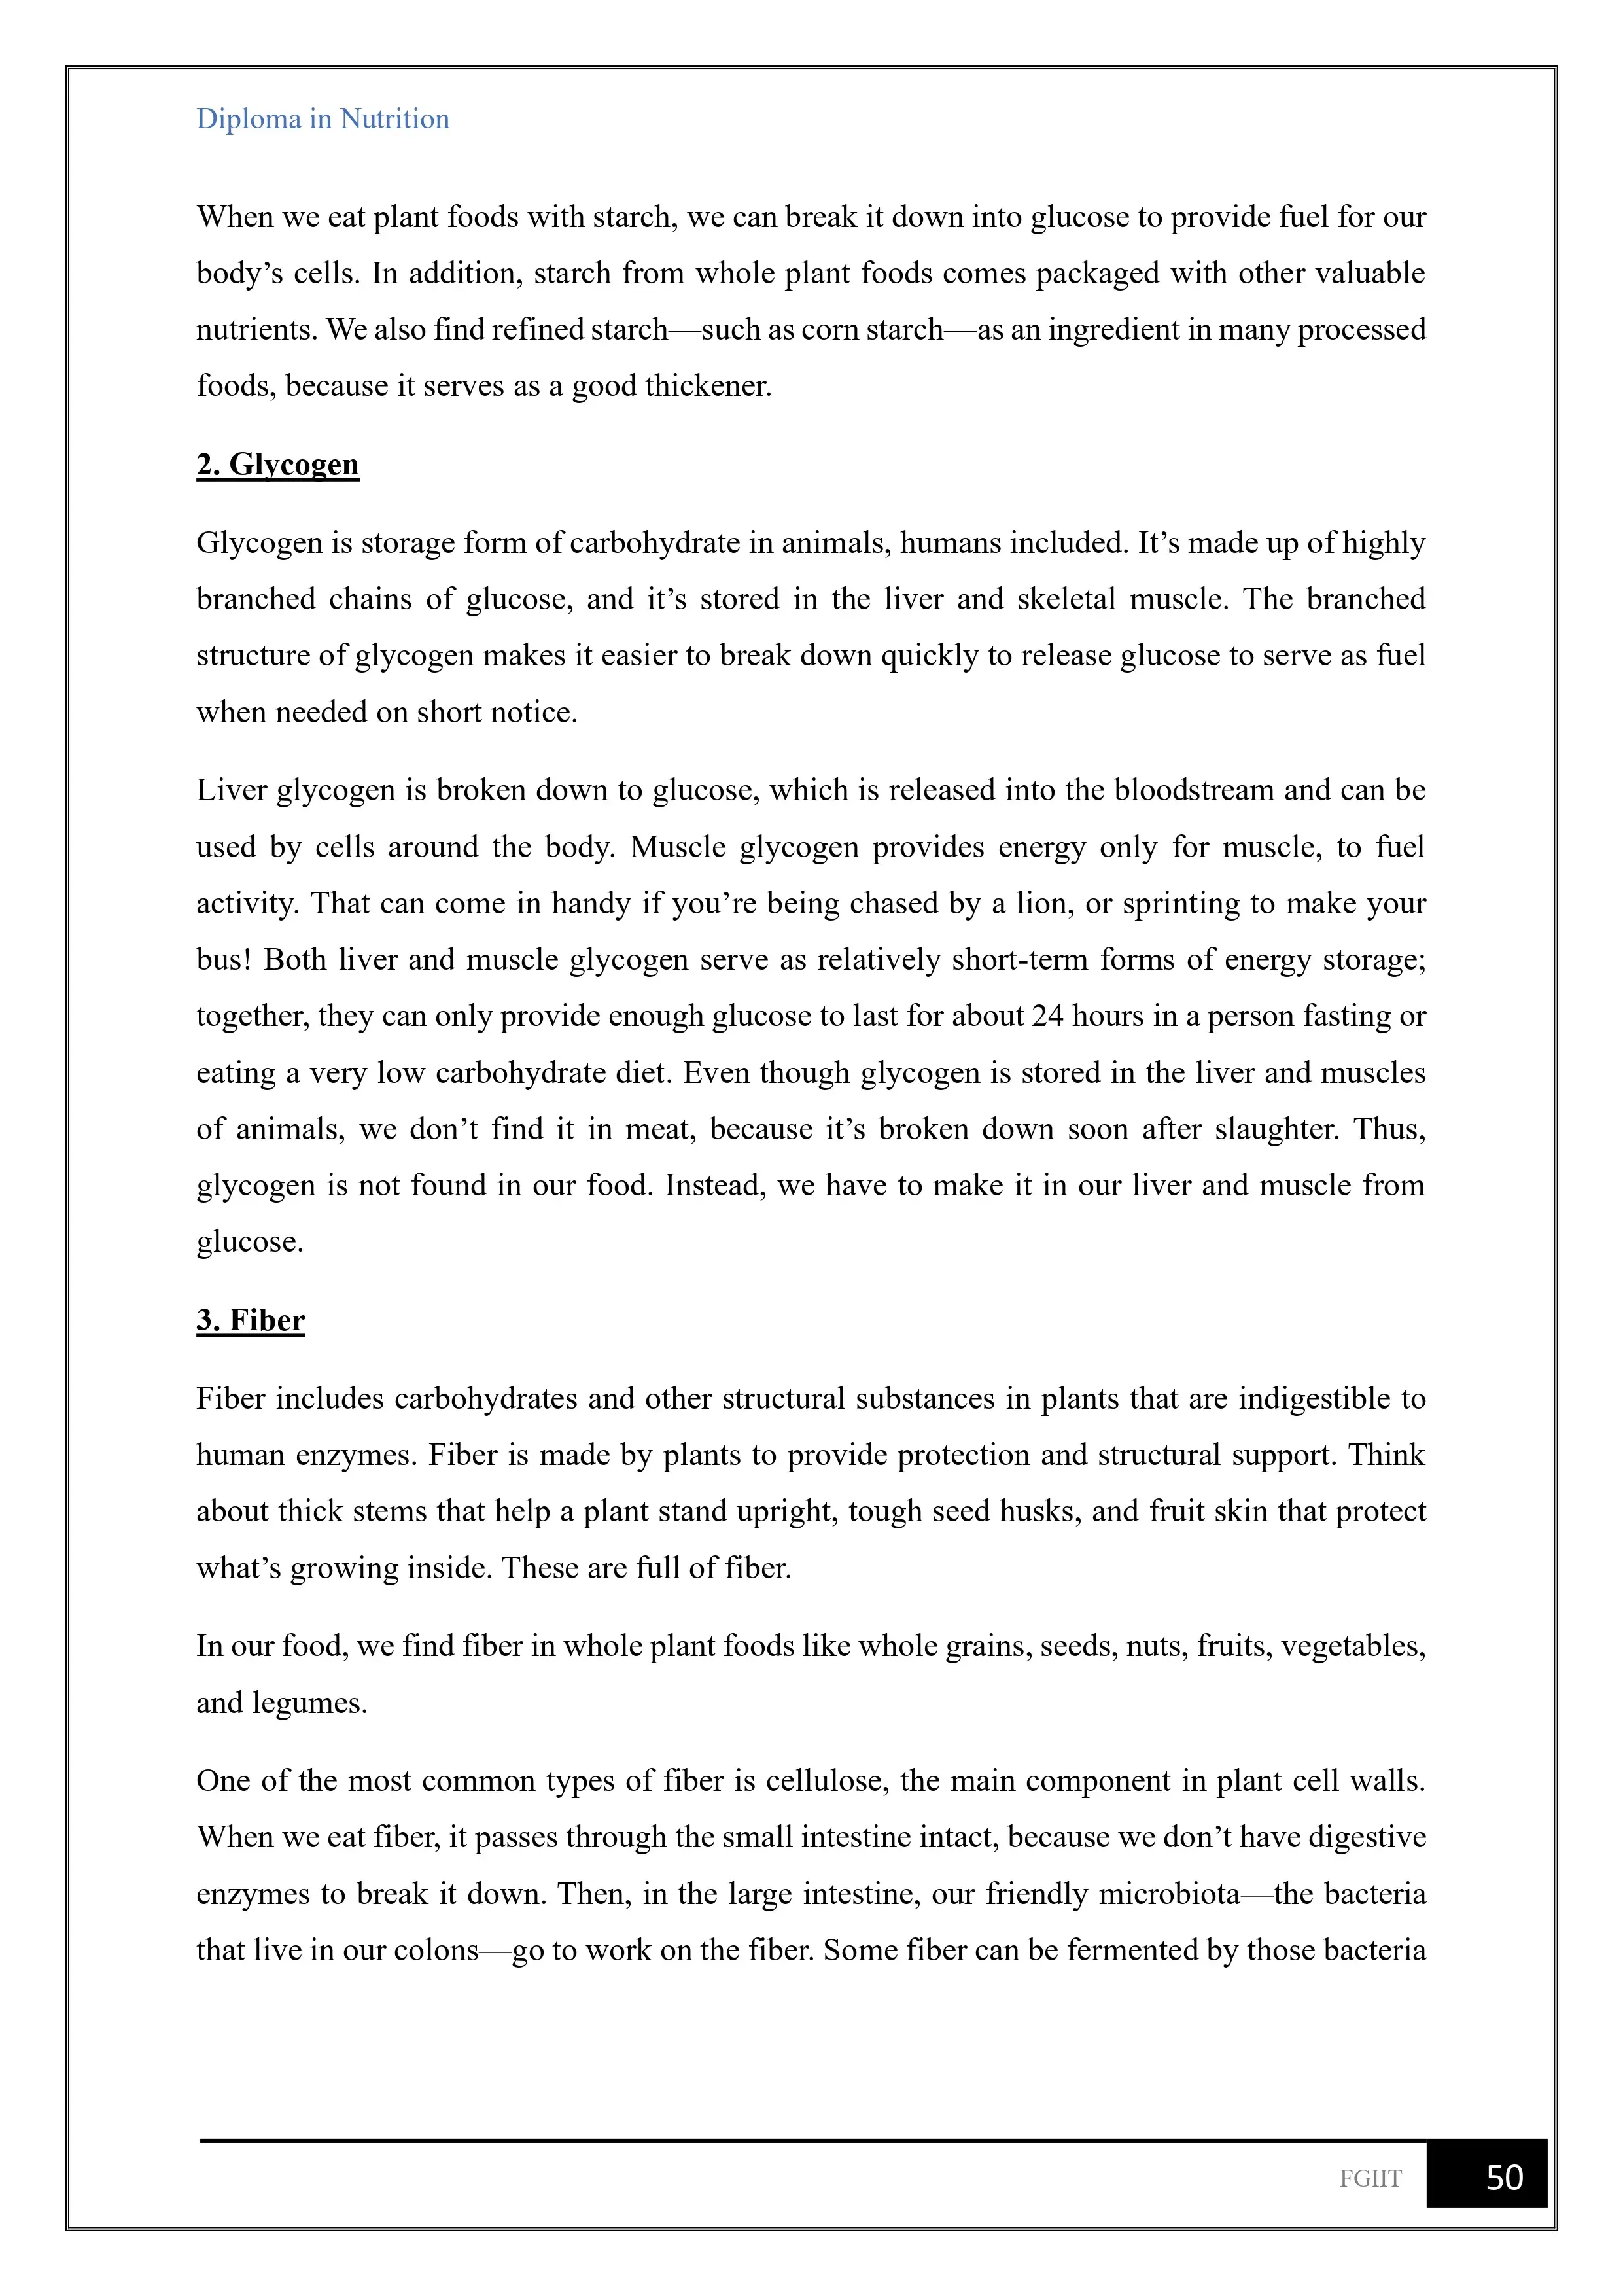 Diploma in Nutrition
When we eat plant foods with starch, we can break it down into glucose to provide fuel for our
body’s cells. In addition, starch from whole plant foods comes packaged with other valuable
nutrients. We also find refined starch—such as corn starch—as an ingredient in many processed
foods, because it serves as a good thickener.
2. Glycogen
Glycogen is storage form of carbohydrate in animals, humans included. It’s made up of highly
branched chains of glucose, and it’s stored in the liver and skeletal muscle. The branched
structure of glycogen makes it easier to break down quickly to release glucose to serve as fuel
when needed on short notice.
Liver glycogen is broken down to glucose, which is released into the bloodstream and can be
used by cells around the body. Muscle glycogen provides energy only for muscle, to fuel
activity. That can come in handy if you’re being chased by a lion, or sprinting to make your
bus! Both liver and muscle glycogen serve as relatively short-term forms of energy storage;
together, they can only provide enough glucose to last for about 24 hours in a person fasting or
eating a very low carbohydrate diet. Even though glycogen is stored in the liver and muscles
of animals, we don’t find it in meat, because it’s broken down soon after slaughter. Thus,
glycogen is not found in our food. Instead, we have to make it in our liver and muscle from
glucose.
3. Fiber
Fiber includes carbohydrates and other structural substances in plants that are indigestible to
human enzymes. Fiber is made by plants to provide protection and structural support. Think
about thick stems that help a plant stand upright, tough seed husks, and fruit skin that protect
what’s growing inside. These are full of fiber.
In our food, we find fiber in whole plant foods like whole grains, seeds, nuts, fruits, vegetables,
and legumes.
One of the most common types of fiber is cellulose, the main component in plant cell walls.
When we eat fiber, it passes through the small intestine intact, because we don’t have digestive
enzymes to break it down. Then, in the large intestine, our friendly microbiota—the bacteria
that live in our colons—go to work on the fiber. Some fiber can be fermented by those bacteria
FGIIT 50